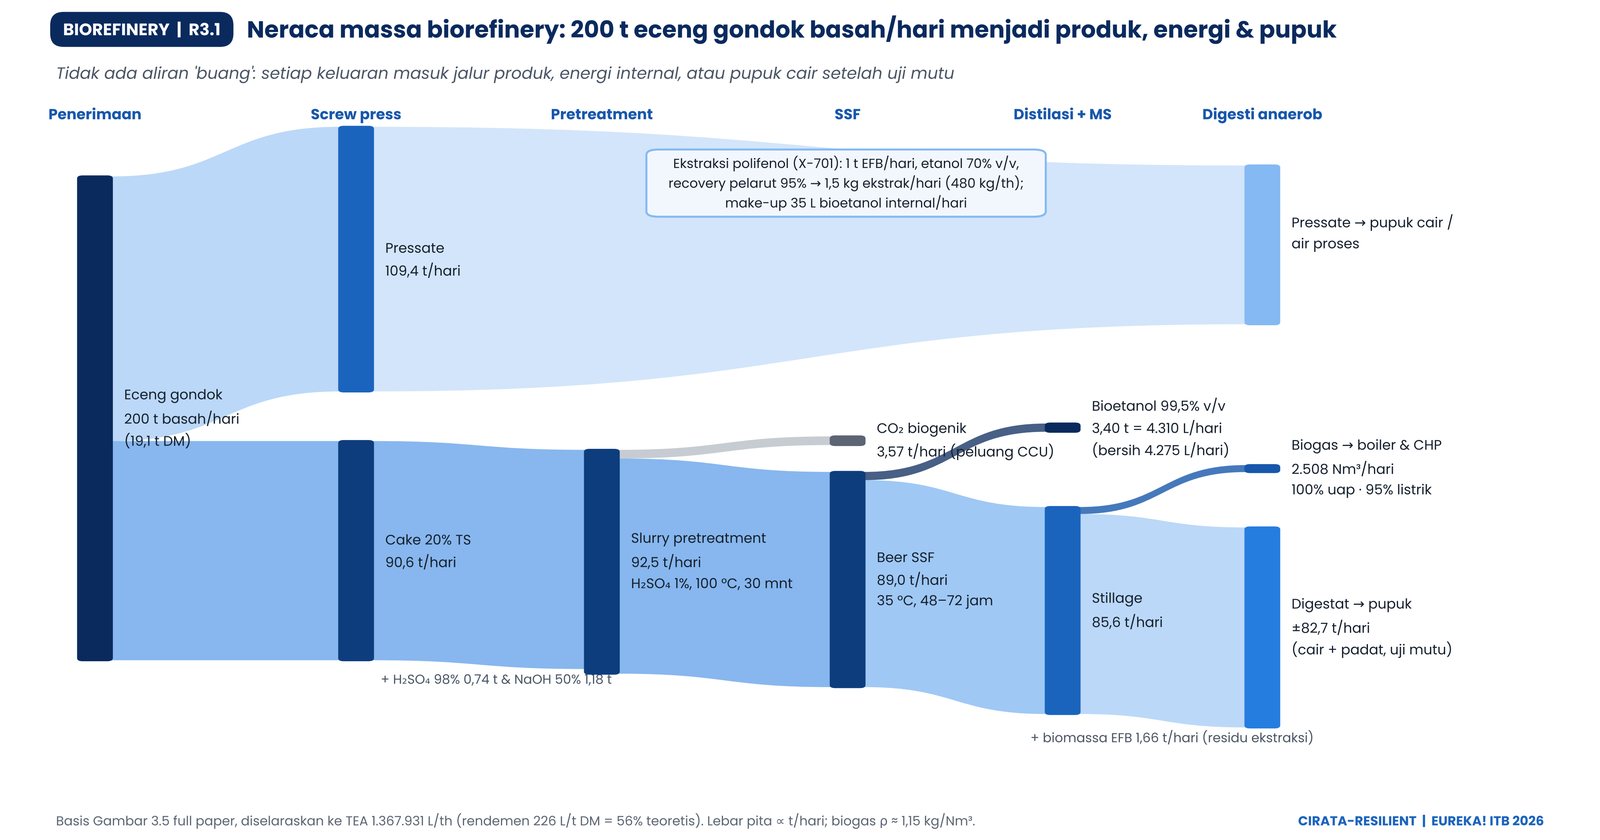 BIOREFINERY | R3.1
Neraca massa biorefinery: 200 t eceng gondok basah/hari menjadi produk, energi & pupuk
Tidak ada aliran 'buang': setiap keluaran masuk jalur produk, energi internal, atau pupuk cair setelah uji mutu
Penerimaan
Screw press
Pretreatment
SSF
Distilasi + MS
Digesti anaerob
Ekstraksi polifenol (X-701): 1 t EFB/hari, etanol 70% v/v,
recovery pelarut 95% → 1,5 kg ekstrak/hari (480 kg/th);
make-up 35 L bioetanol internal/hari
Pressate → pupuk cair /
air proses
Pressate
109,4 t/hari
Eceng gondok
200 t basah/hari
(19,1 t DM)
CO₂ biogenik
3,57 t/hari (peluang CCU)
Bioetanol 99,5% v/v
3,40 t = 4.310 L/hari
(bersih 4.275 L/hari)
Biogas → boiler & CHP
2.508 Nm³/hari
100% uap · 95% listrik
Cake 20% TS
90,6 t/hari
Slurry pretreatment
92,5 t/hari
H₂SO₄ 1%, 100 °C, 30 mnt
Beer SSF
89,0 t/hari
35 °C, 48–72 jam
Stillage
85,6 t/hari
Digestat → pupuk
±82,7 t/hari
(cair + padat, uji mutu)
+ H₂SO₄ 98% 0,74 t & NaOH 50% 1,18 t
+ biomassa EFB 1,66 t/hari (residu ekstraksi)
Basis Gambar 3.5 full paper, diselaraskan ke TEA 1.367.931 L/th (rendemen 226 L/t DM = 56% teoretis). Lebar pita ∝ t/hari; biogas ρ ≈ 1,15 kg/Nm³.
CIRATA-RESILIENT | EUREKA! ITB 2026